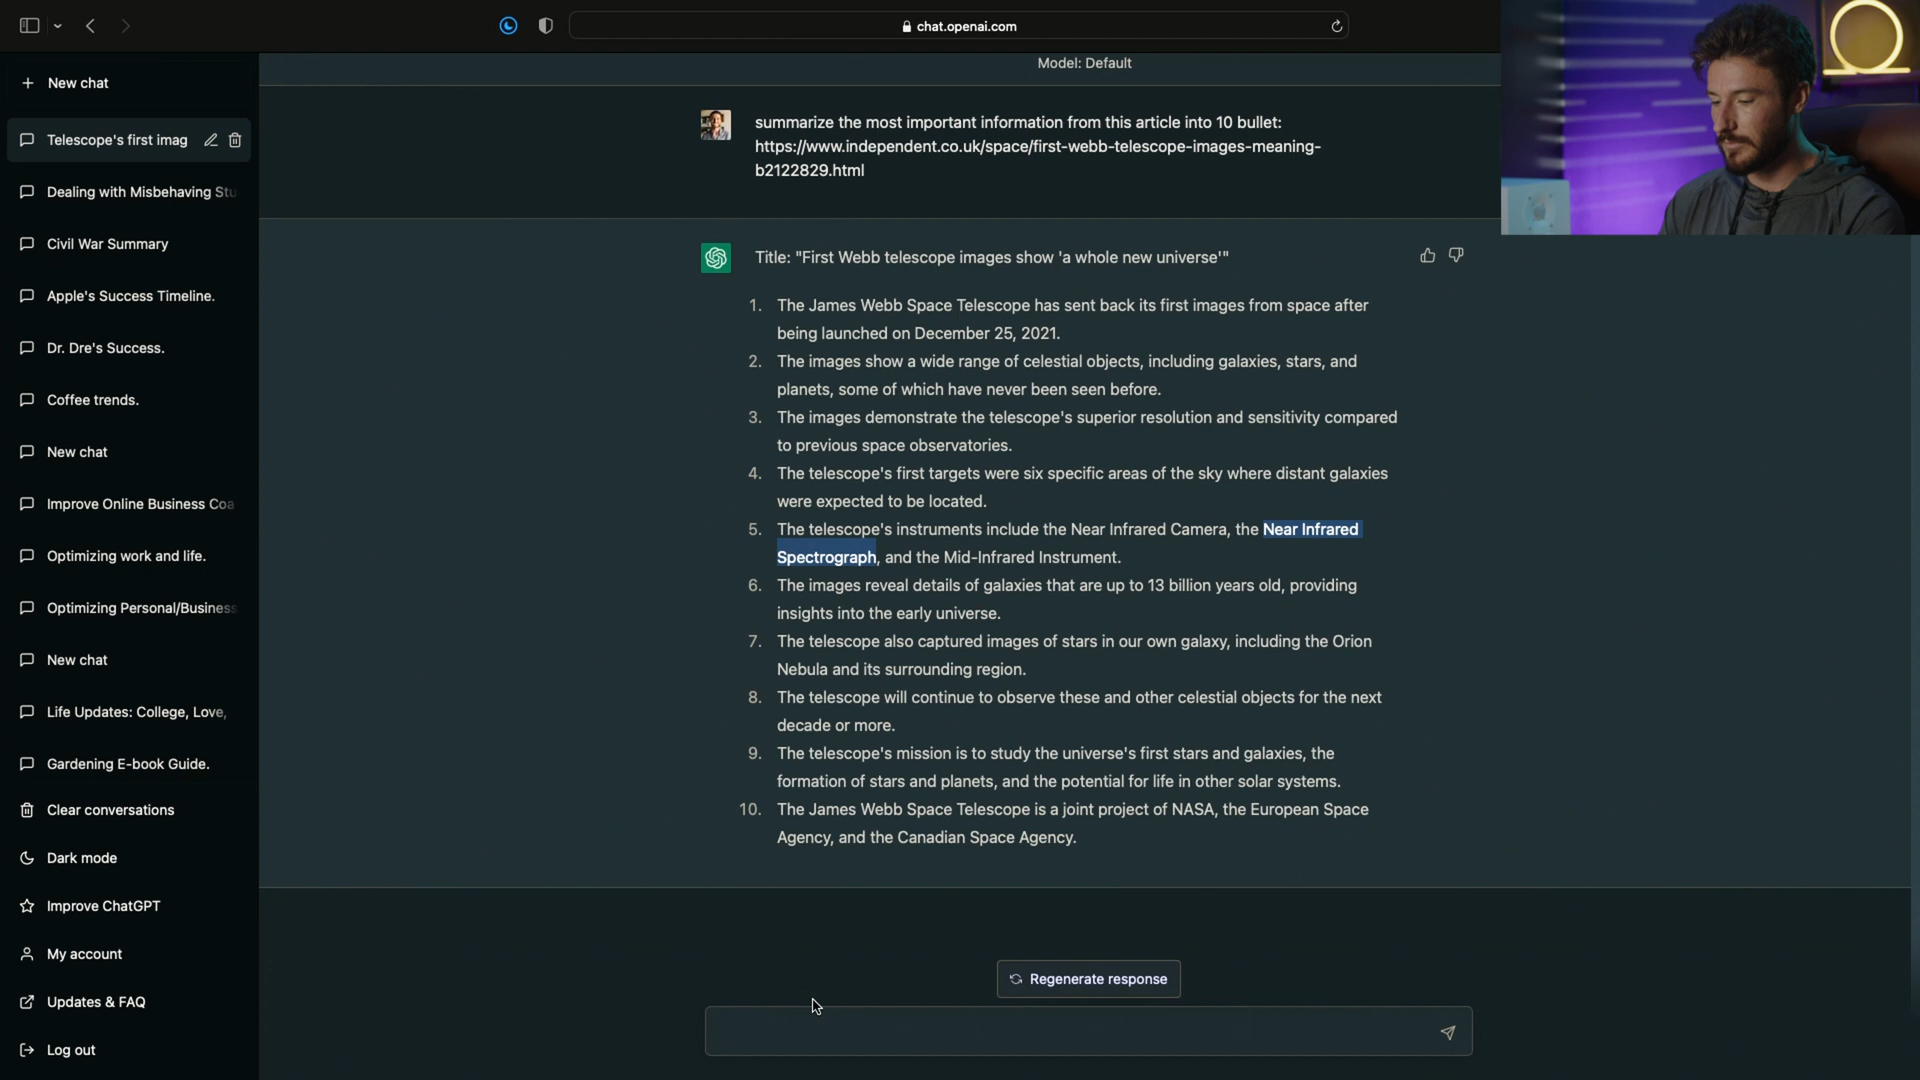 chat.openai.com
Model: Default
New chat
Telescope's first imag
Dealing with Misbehaving Stu
Civil War Summary
Apple's Success Timeline.
Dr. Dre's Success.
Coffee trends.
New chat
Improve Online Business Coa
Optimizing work and life.
Optimizing Personal/Business
New chat
Life Updates: College, Love,
Gardening E-book Guide.
Clear conversations
Dark mode
Improve ChatGPT
My account
Updates & FAQ
Log out
summarize the most important information from this article into 10 bullet:
https://www.independent.co.uk/space/first-webb-telescope-images-meaning-
b2122829.html
Title: "First Webb telescope images show 'a whole new universe'"
1. The James Webb Space Telescope has sent back its first images from space after
being launched on December 25, 2021.
2. The images show a wide range of celestial objects, including galaxies, stars, and
planets, some of which have never been seen before.
3. The images demonstrate the telescope's superior resolution and sensitivity compared
to previous space observatories.
4. The telescope's first targets were six specific areas of the sky where distant galaxies
were expected to be located.
5. The telescope's instruments include the Near Infrared Camera, the Near Infrared
Spectrograph, and the Mid-Infrared Instrument.
6. The images reveal details of galaxies that are up to 13 billion years old, providing
insights into the early universe.
7. The telescope also captured images of stars in our own galaxy, including the Orion
Nebula and its surrounding region.
8. The telescope will continue to observe these and other celestial objects for the next
decade or more.
9. The telescope's mission is to study the universe's first stars and galaxies, the
formation of stars and planets, and the potential for life in other solar systems.
10. The James Webb Space Telescope is a joint project of NASA, the European Space
Agency, and the Canadian Space Agency.
Regenerate response